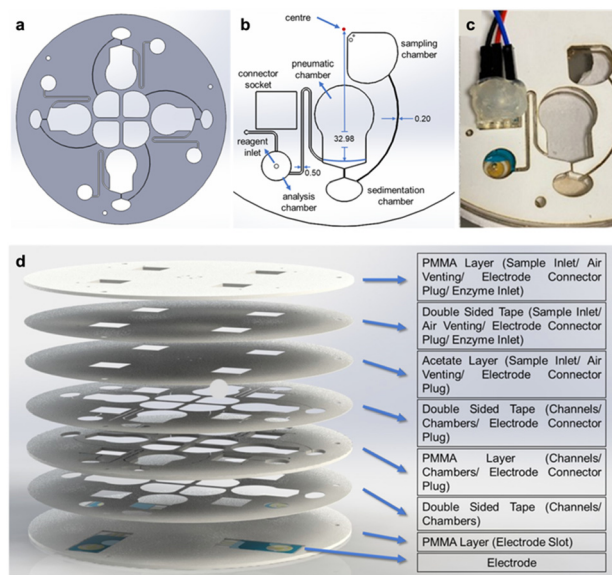 a
b
c
centre
sampling
chamber
pneumatic
chamber
connector
socket
0.20
32.98
reagent
inlet
0.50
analysis
chamber
sedimentation
chamber
d
PMMA Layer (Sample Inlet/ Air
Venting/ Electrode Connector
Plug/ Enzyme Inlet)
Double Sided Tape (Sample Inlet/
Air Venting/ Electrode Connector
Plug/ Enzyme Inlet)
Acetate Layer (Sample Inlet/ Air
Venting/ Electrode Connector
Plug)
Double Sided Tape (Channels/
Chambers/ Electrode Connector
Plug)
PMMA Layer (Channels/
Chambers/ Electrode Connector
Plug)
Double Sided Tape (Channels/
Chambers)
PMMA Layer (Electrode Slot)
Electrode